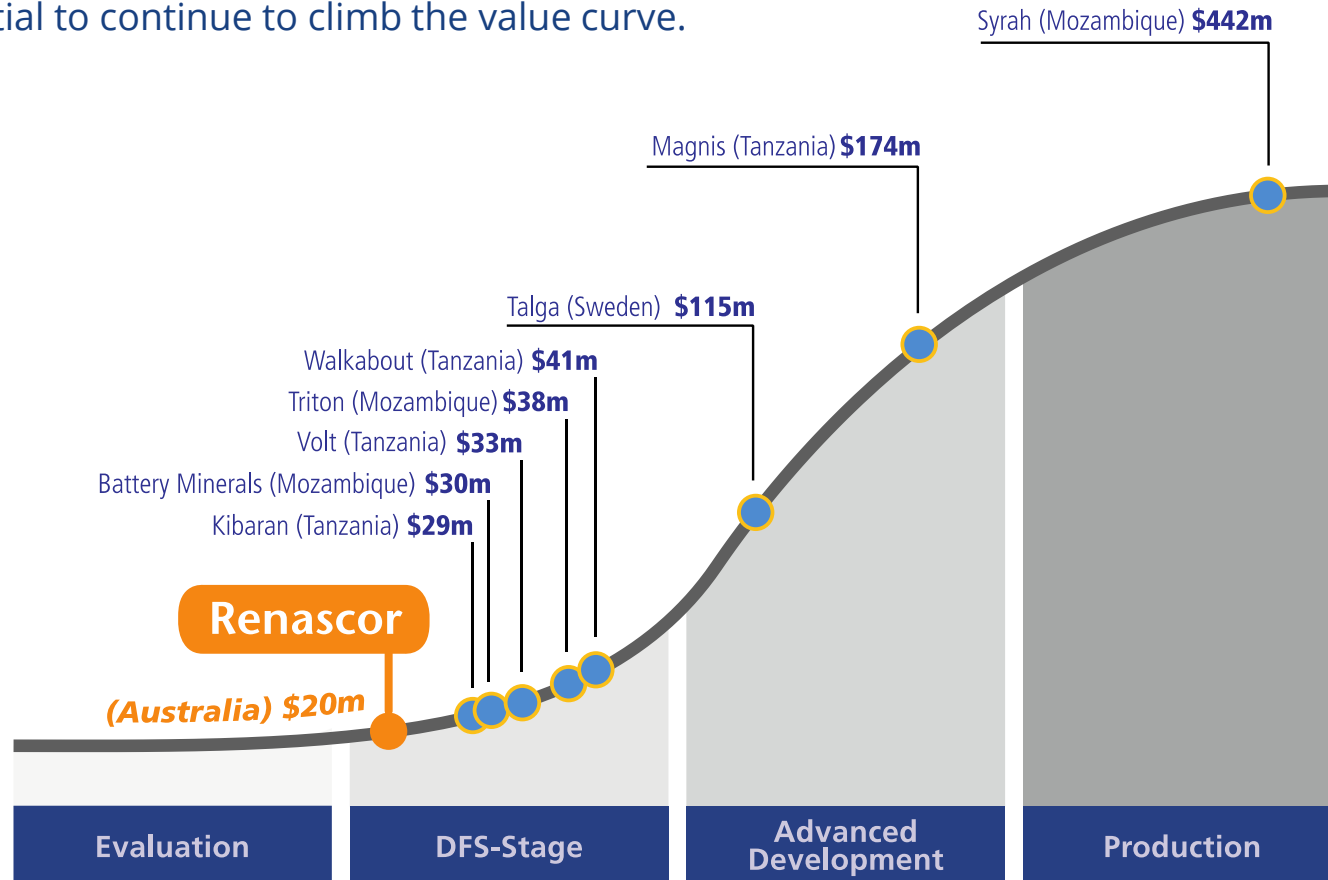 tial to continue to climb the value curve.
Syrah (Mozambique) $442m
Magnis (Tanzania) $174m
Talga (Sweden) $115m
Walkabout (Tanzania) $41m
Triton (Mozambique) $38m
Volt (Tanzania) $33m
Battery Minerals (Mozambique) $30m
Kibaran (Tanzania) $29m
Renascor
(Australia) $20m
Evaluation
DFS-Stage
Advanced
Development
Production